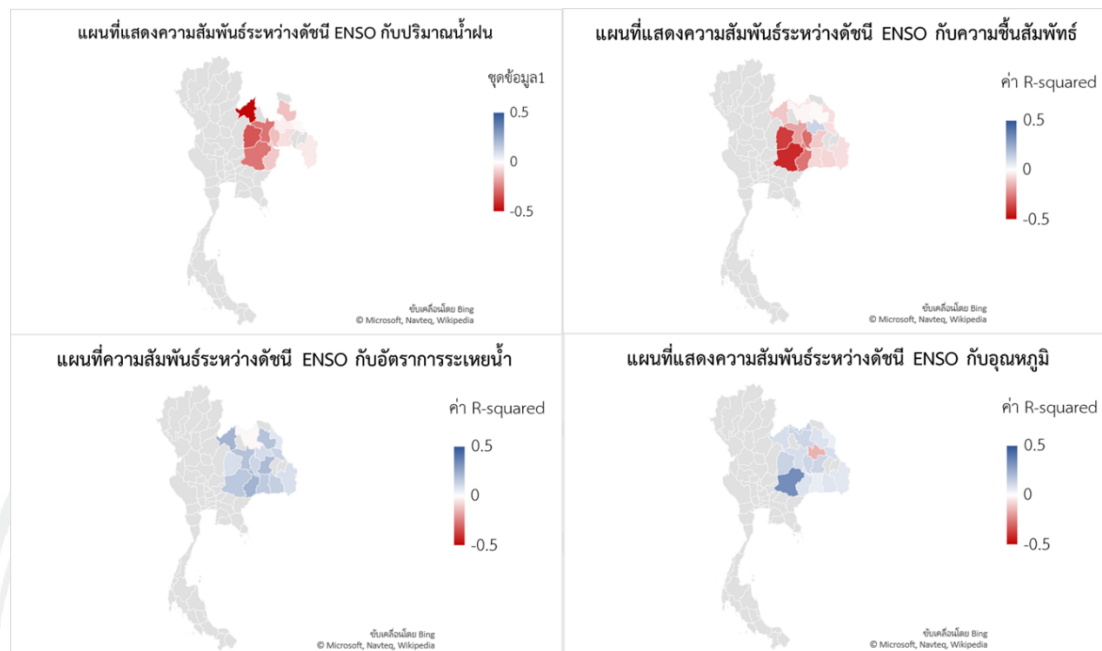 แผนที่แสดงความสัมพันธ์ระหว่างดัชนี ENSO กับปริมาณน้ำฝน
ชุดข้อมูล1
0.5
0
-0.5
ขับเคลื่อนโดย Bing
© Microsoft, Navteq, Wikipedia
แผนที่แสดงความสัมพันธ์ระหว่างดัชนี ENSO กับความชื้นสัมพัทธ์
ค่า R-squared
0.5
0
-0.5
ขับเคลื่อนโดย Bing
© Microsoft, Navteq, Wikipedia
แผนที่ความสัมพันธ์ระหว่างดัชนี ENSO กับอัตราการระเหยน้ำ
ค่า R-squared
0.5
0
-0.5
ขับเคลื่อนโดย Bing
© Microsoft, Navteq, Wikipedia
แผนที่แสดงความสัมพันธ์ระหว่างดัชนี ENSO กับอุณหภูมิ
ค่า R-squared
0.5
0
-0.5
ขับเคลื่อนโดย Bing
© Microsoft, Navteq, Wikipedia